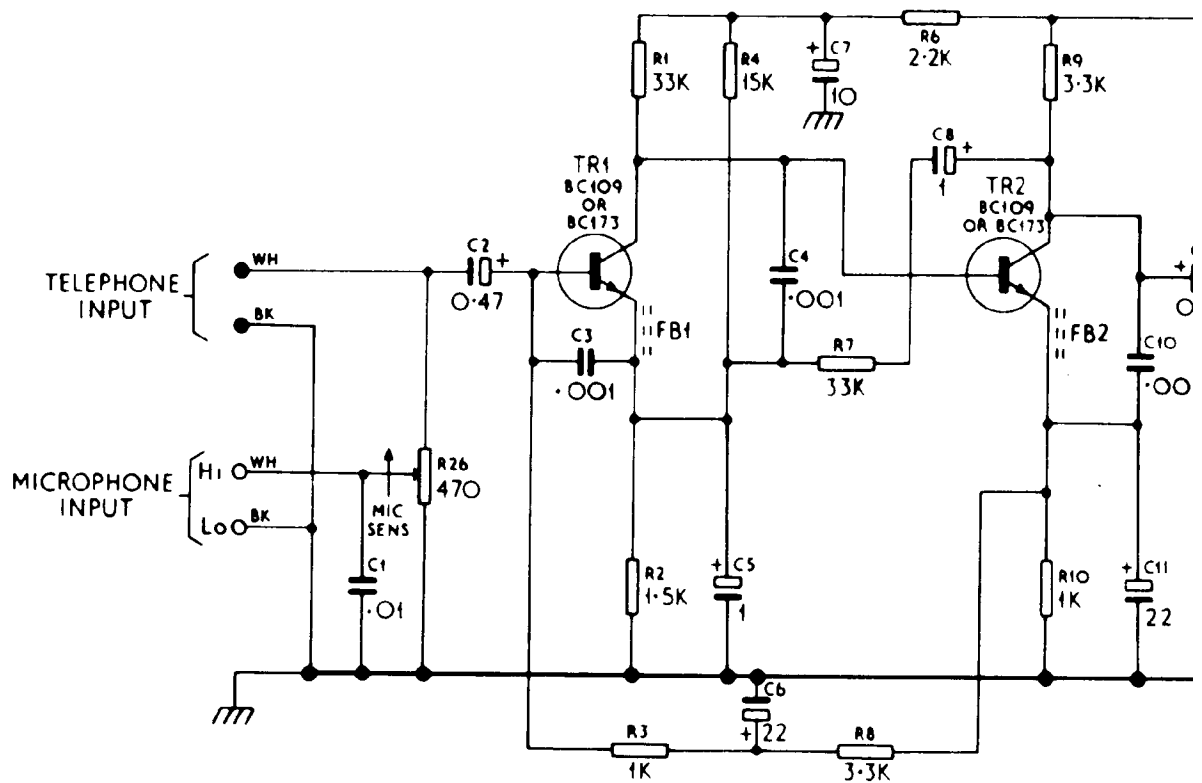 R1
33K
R4
15K
+ C7
10
R6
2.2K
R9
3.3K
C8
+
1
TR1
BC109
OR
BC173
TR2
BC109
OR BC173
TELEPHONE
INPUT
WH
BK
C2
+
0.47
C3
.001
FB1
C4
.001
R7
33K
FB2
+
C10
.00
MICROPHONE
INPUT
HI
WH
LO
BK
MIC
SENS
R26
470
C1
.01
R2
1.5K
+ C5
1
R10
1K
+ C11
22
C6
+ 22
R3
1K
R8
3.3K